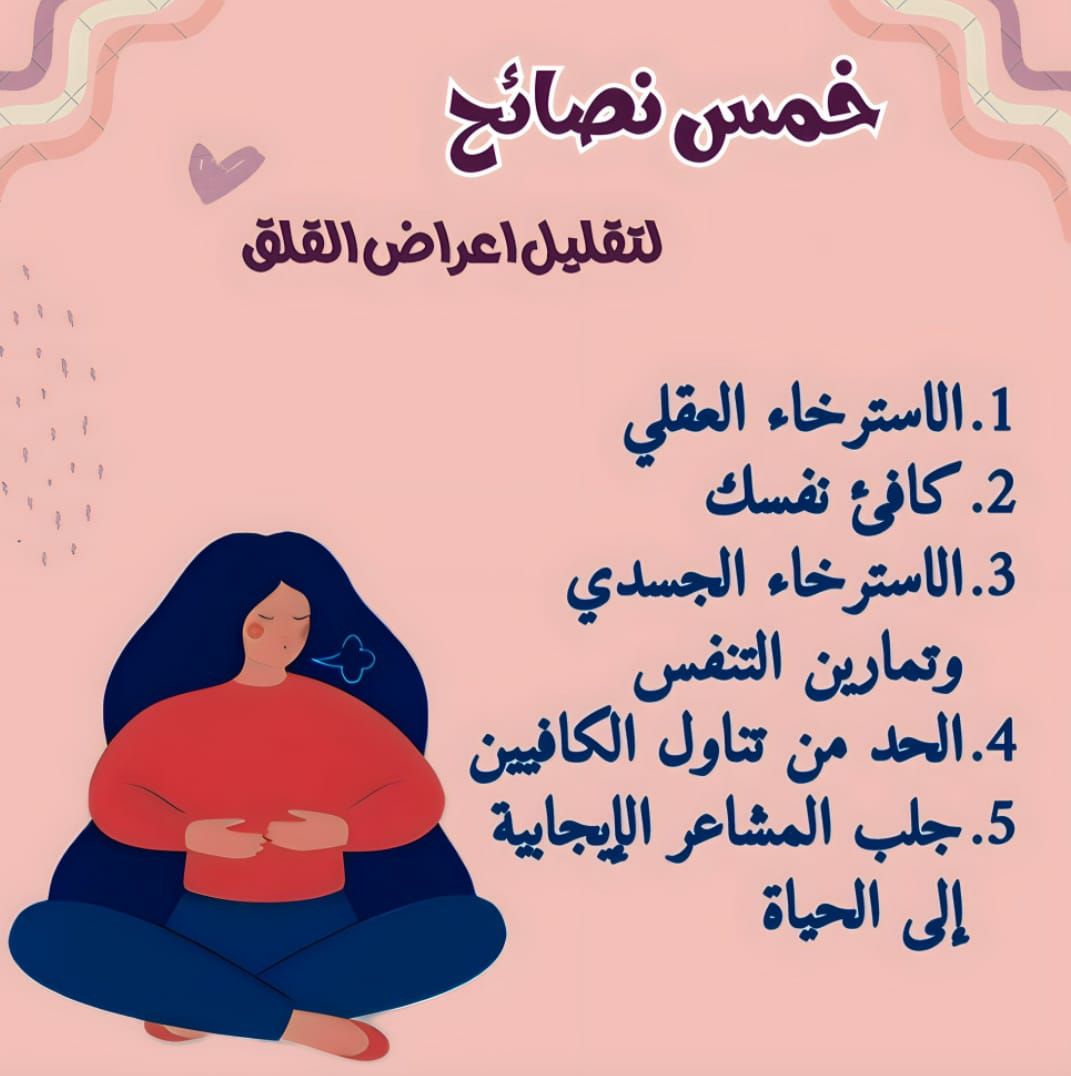 خمس نصائح
لتقليل اعراض القلق
1. الاسترخاء العقلي
2. كافئ نفسك
3. الاسترخاء الجسدي
وتمارين التنفس
4. الحد من تناول الكافيين
5. جلب المشاعر الإيجابية
إلى الحياة